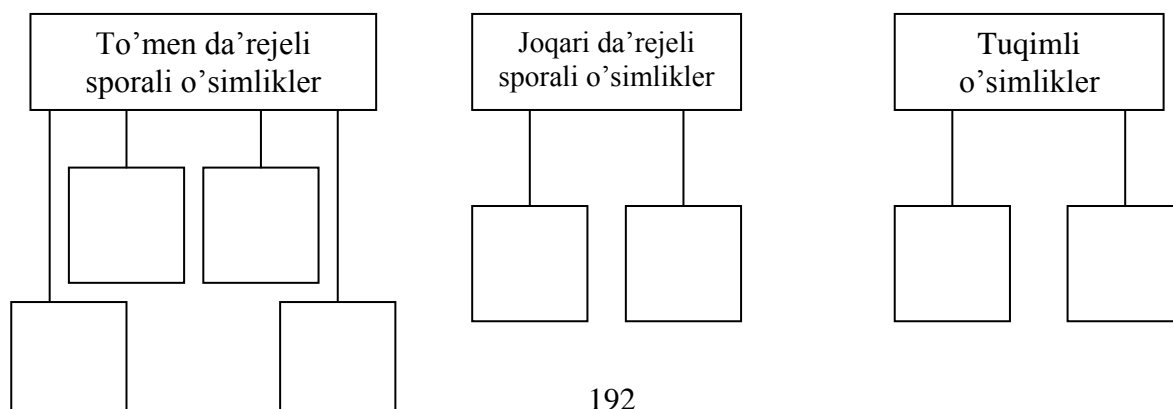 To’men da’rejeli
sporali o’simlikler
Joqari da’rejeli
sporali o’simlikler
Tuqimli
o’simlikler
192